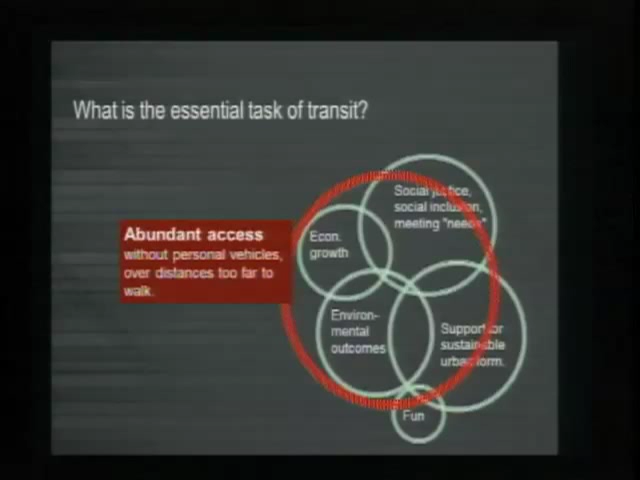 What is the essential task of transit?
Social justice,
social inclusion,
meeting "needs"
Econ.
growth
Abundant access
without personal vehicles,
over distances too far to
walk.
Environ-
mental
outcomes
Support for
sustainable
urban form.
Fun